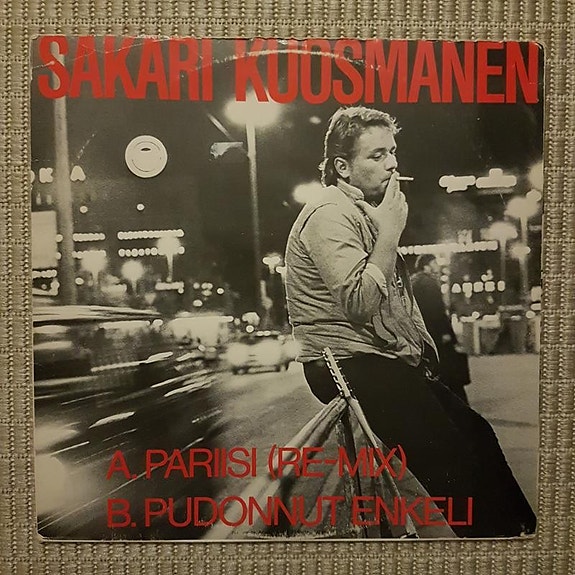 SAKARI KUOSMANEN
A. PARIISI (RE-MIX)
B. PUDONNUT ENKELI